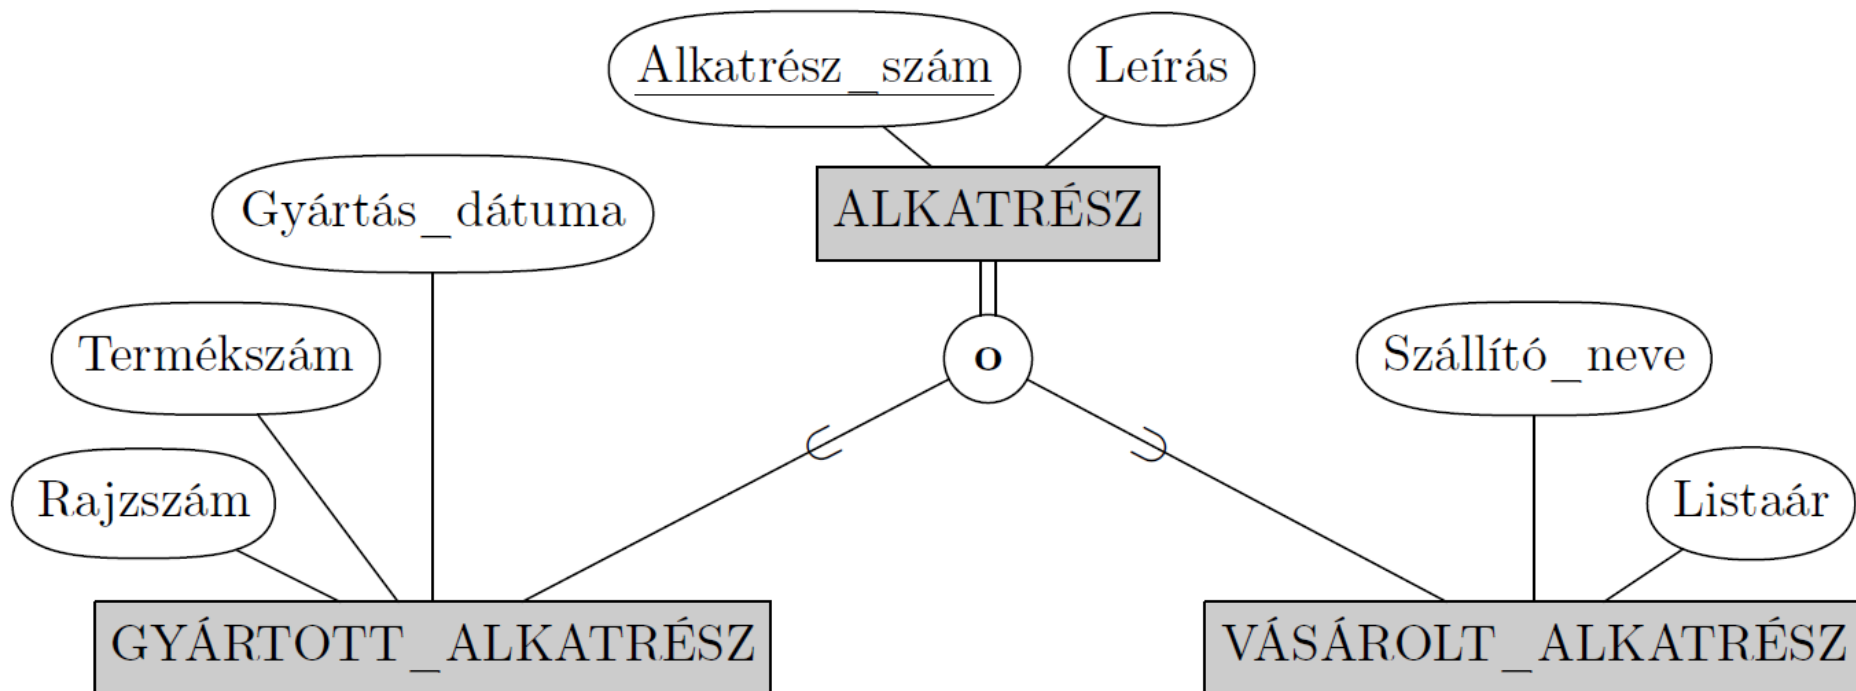 Alkatrész_szám
Leírás
Gyártás_dátuma
ALKATRÉSZ
Termékszám
o
Szállító_neve
Rajzszám
Listaár
GYÁRTOTT_ALKATRÉSZ
VÁSÁROLT_ALKATRÉSZ